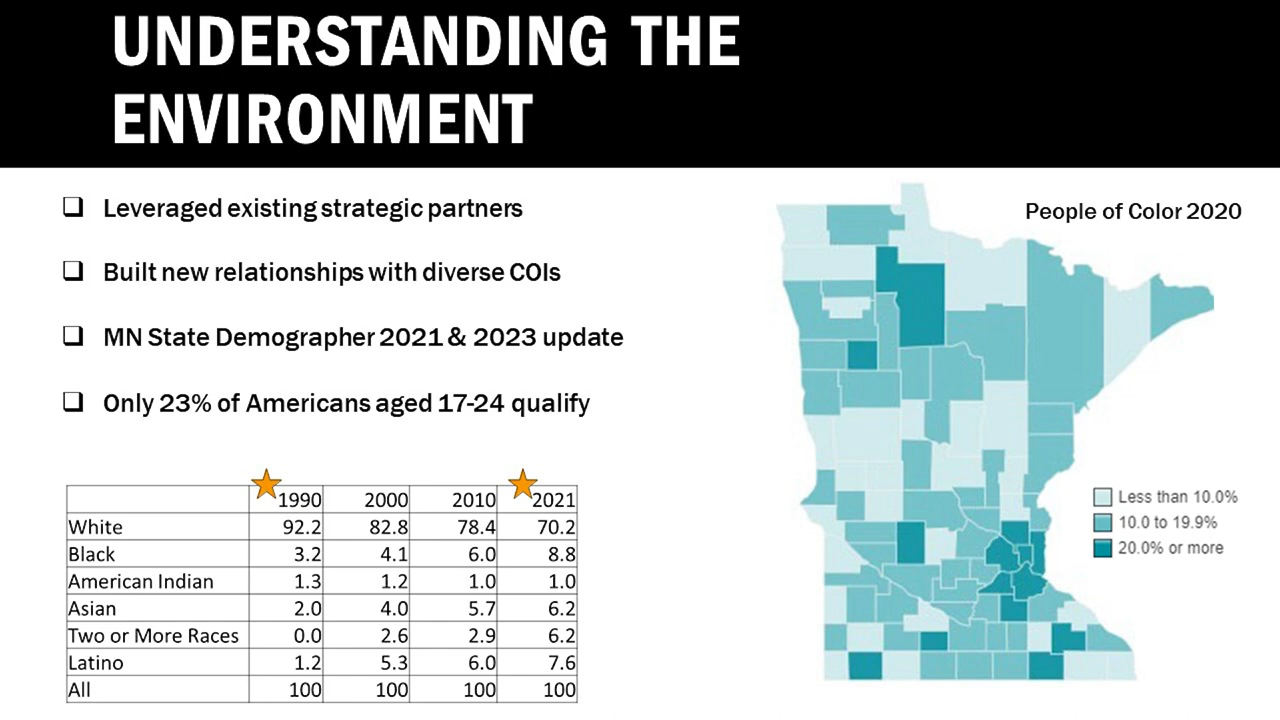 UNDERSTANDING THE
ENVIRONMENT
Leveraged existing strategic partners
Built new relationships with diverse COIs
MN State Demographer 2021 & 2023 update
Only 23% of Americans aged 17-24 qualify
1990 2000 2010 2021
White 92.2 82.8 78.4 70.2
Black 3.2 4.1 6.0 8.8
American Indian 1.3 1.2 1.0 1.0
Asian 2.0 4.0 5.7 6.2
Two or More Races 0.0 2.6 2.9 6.2
Latino 1.2 5.3 6.0 7.6
All 100 100 100 100
People of Color 2020
Less than 10.0%
10.0 to 19.9%
20.0% or more